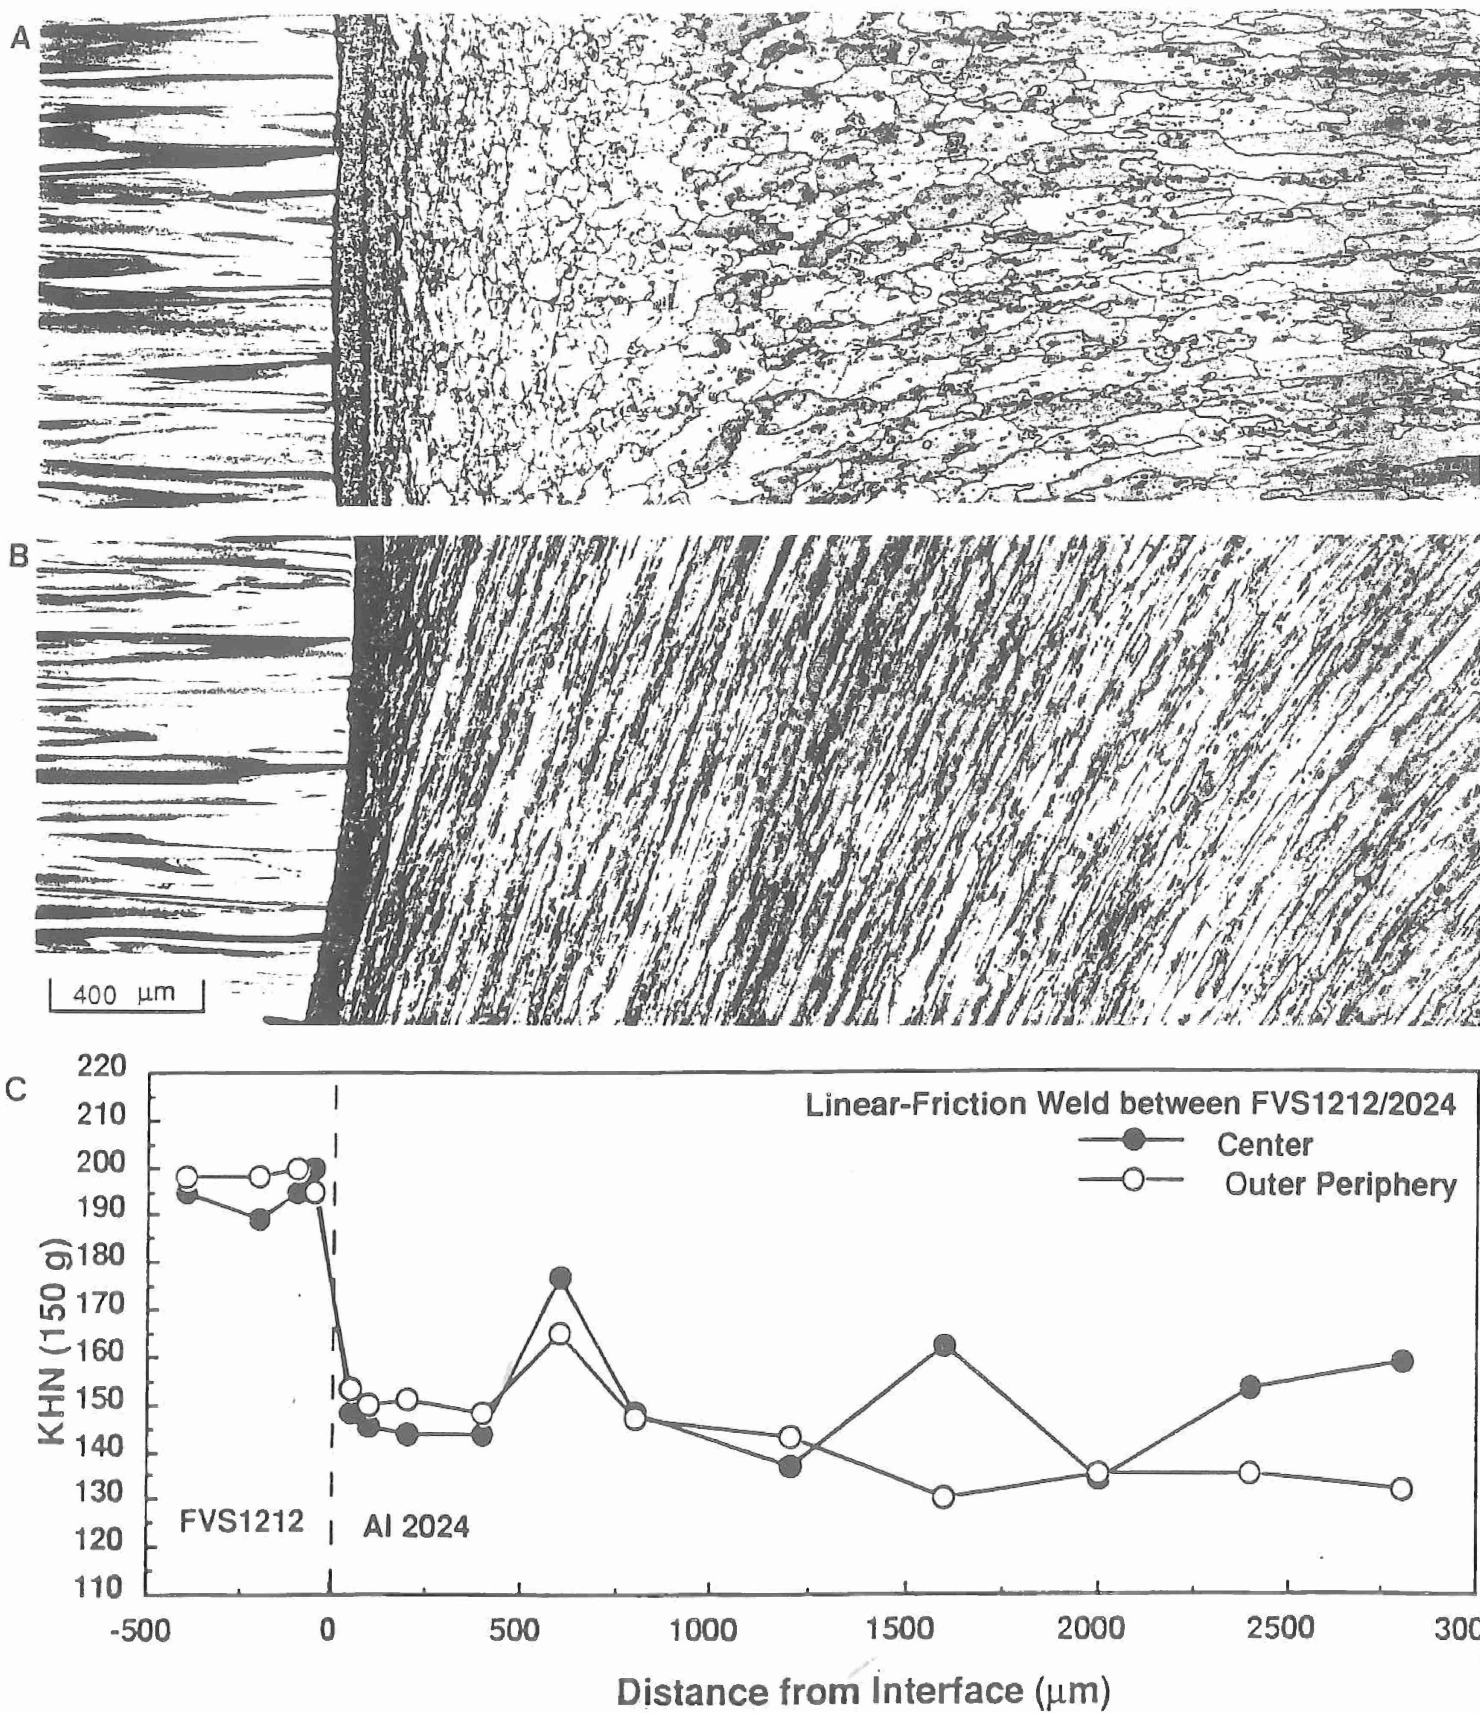 A
B
400 μm
C
220
210
200
190
180
170
160
150
140
130
120
110
KHN (150 g)
Linear-Friction Weld between FVS1212/2024
Center
Outer Periphery
FVS1212
Al 2024
-500
0
500
1000
1500
2000
2500
300
Distance from Interface (μm)